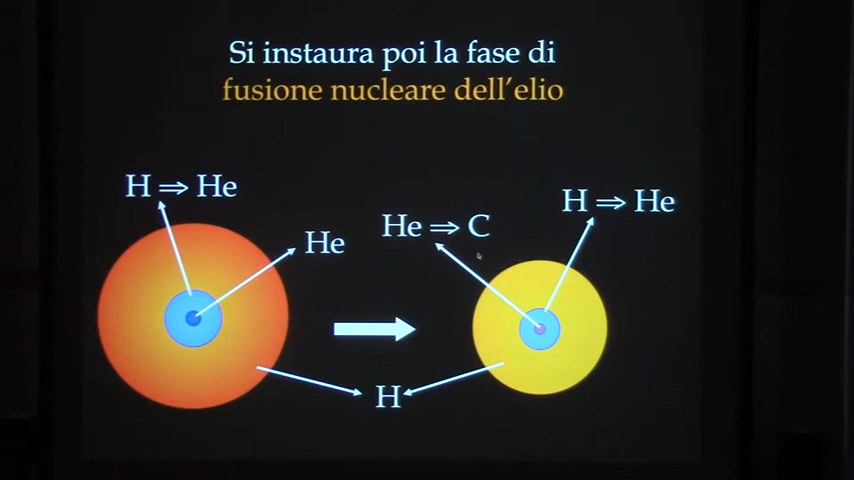 Si instaura poi la fase di
fusione nucleare dell'elio
H ⇒ He
He
He ⇒ C
H ⇒ He
H